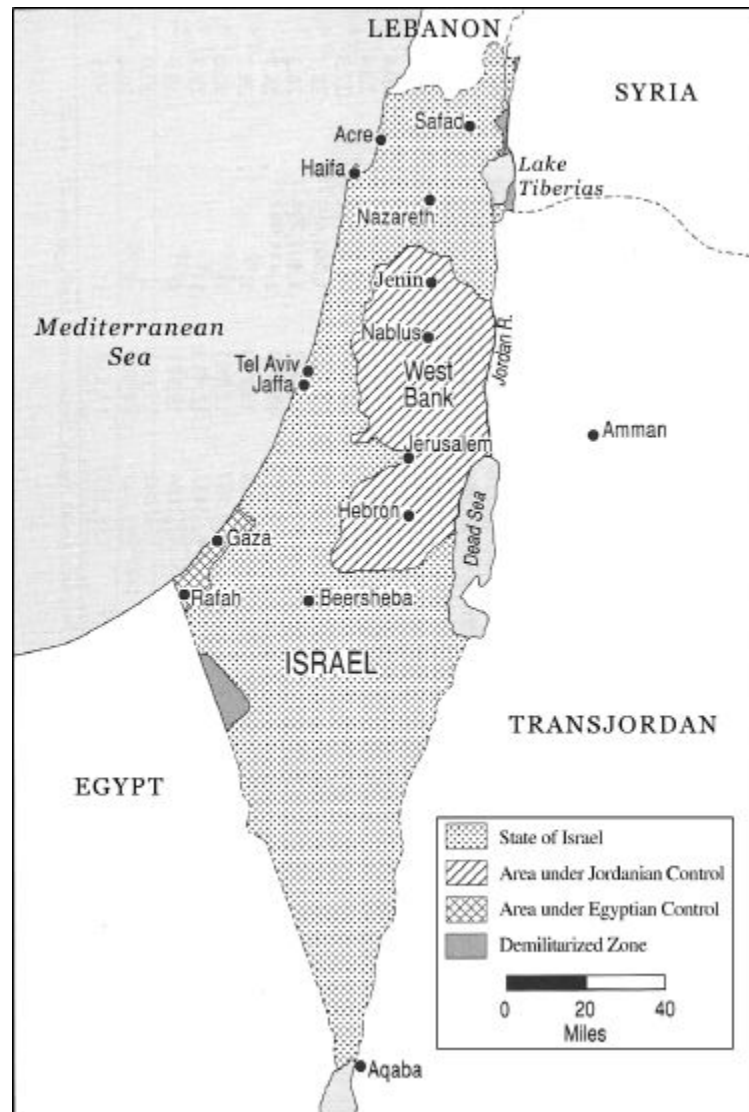 LEBANON
SYRIA
Safad
Acre
Haifa
Lake
Tiberias
Nazareth
Jenin
Mediterranean
Sea
Nablus
Jordan R.
Tel Aviv
Jaffa
West
Bank
Amman
Jerusalem
Hebron
Dead Sea
Gaza
Rafah
Beersheba
ISRAEL
TRANSJORDAN
EGYPT
State of Israel
Area under Jordanian Control
Area under Egyptian Control
Demilitarized Zone
0 20 40
Miles
Aqaba